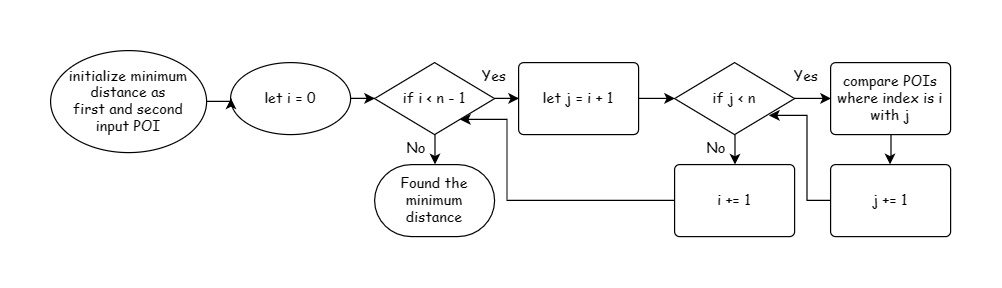 initialize minimum
distance as
first and second
input POI
let i = 0
if i < n - 1
Yes
let j = i + 1
if j < n
Yes
compare POIs
where index is i
with j
No
Found the
minimum
distance
No
i += 1
j += 1